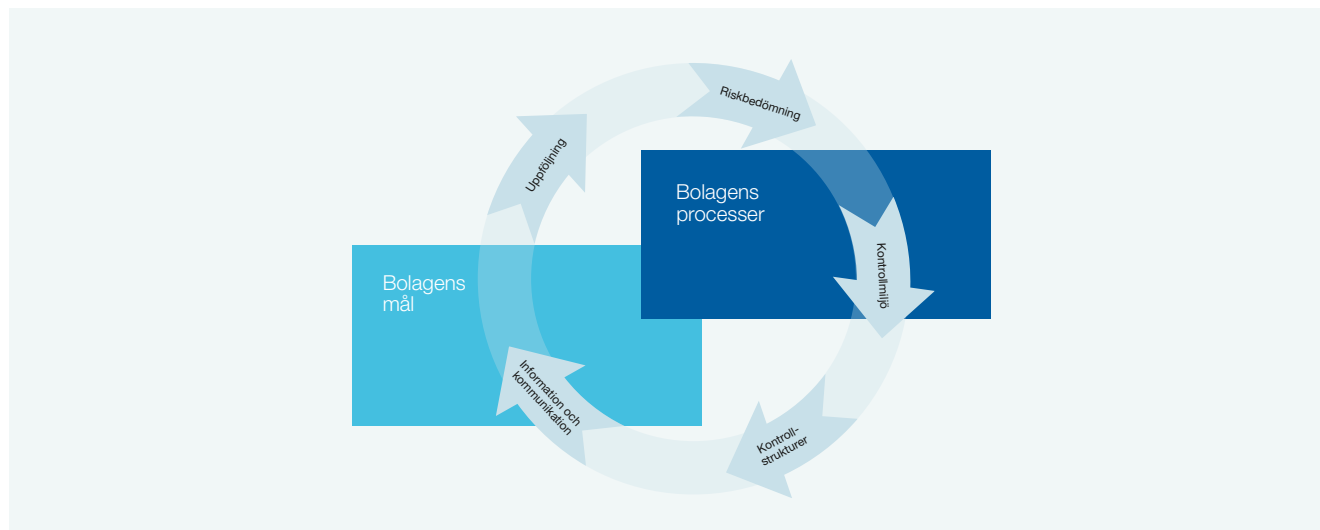 Riskbedömning
Uppföljning
Bolagens
processer
Kontrollmiljö
Bolagens
mål
Information och
kommunikation
Kontroll-
strukturer